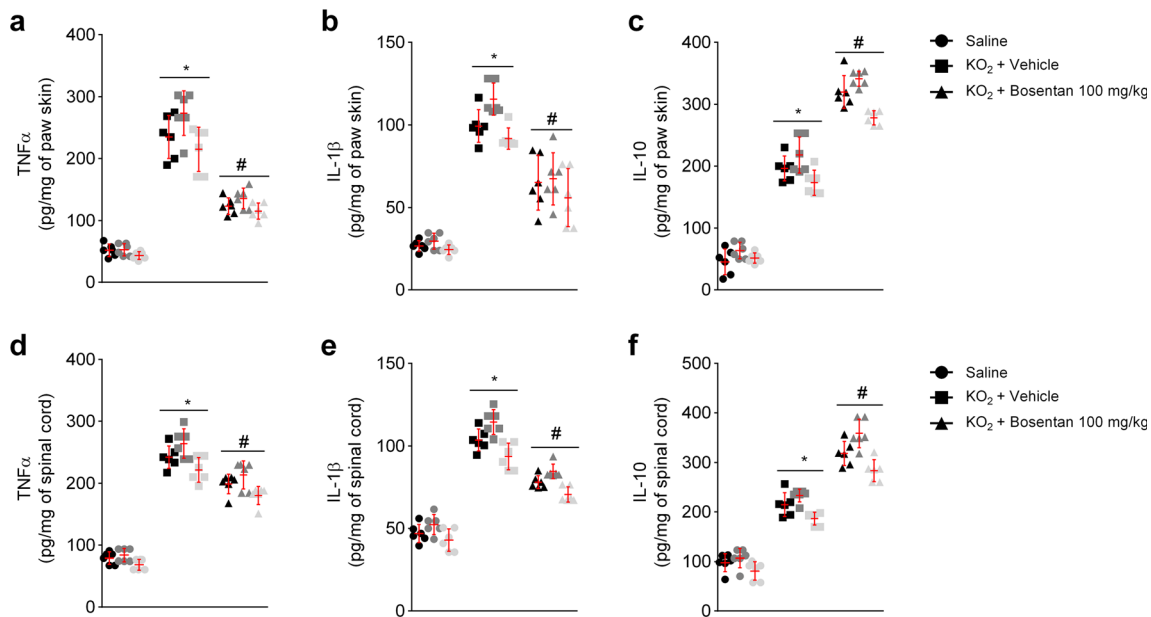 a
TNFα
(pg/mg of paw skin)
400
300
200
100
0
*
#
b
IL-1β
(pg/mg of paw skin)
150
100
50
0
*
#
c
IL-10
(pg/mg of paw skin)
400
300
200
100
0
*
#
Saline
KO₂ + Vehicle
KO₂ + Bosentan 100 mg/kg
d
TNFα
(pg/mg of spinal cord)
400
300
200
100
0
*
#
e
IL-1β
(pg/mg of spinal cord)
150
100
50
0
*
#
f
IL-10
(pg/mg of spinal cord)
500
400
300
200
100
0
*
#
Saline
KO₂ + Vehicle
KO₂ + Bosentan 100 mg/kg